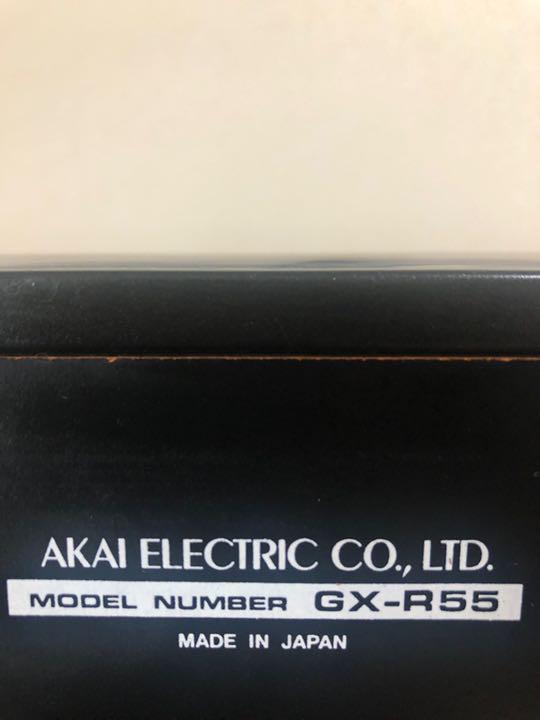 AKAI ELECTRIC CO., LTD.
MODEL NUMBER GX-R55
MADE IN JAPAN